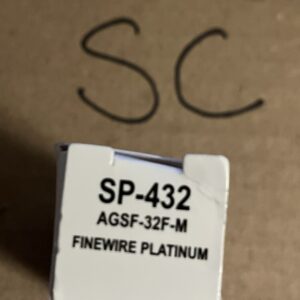 SC
SP-432
AGSF-32F-M
FINEWIRE PLATINUM